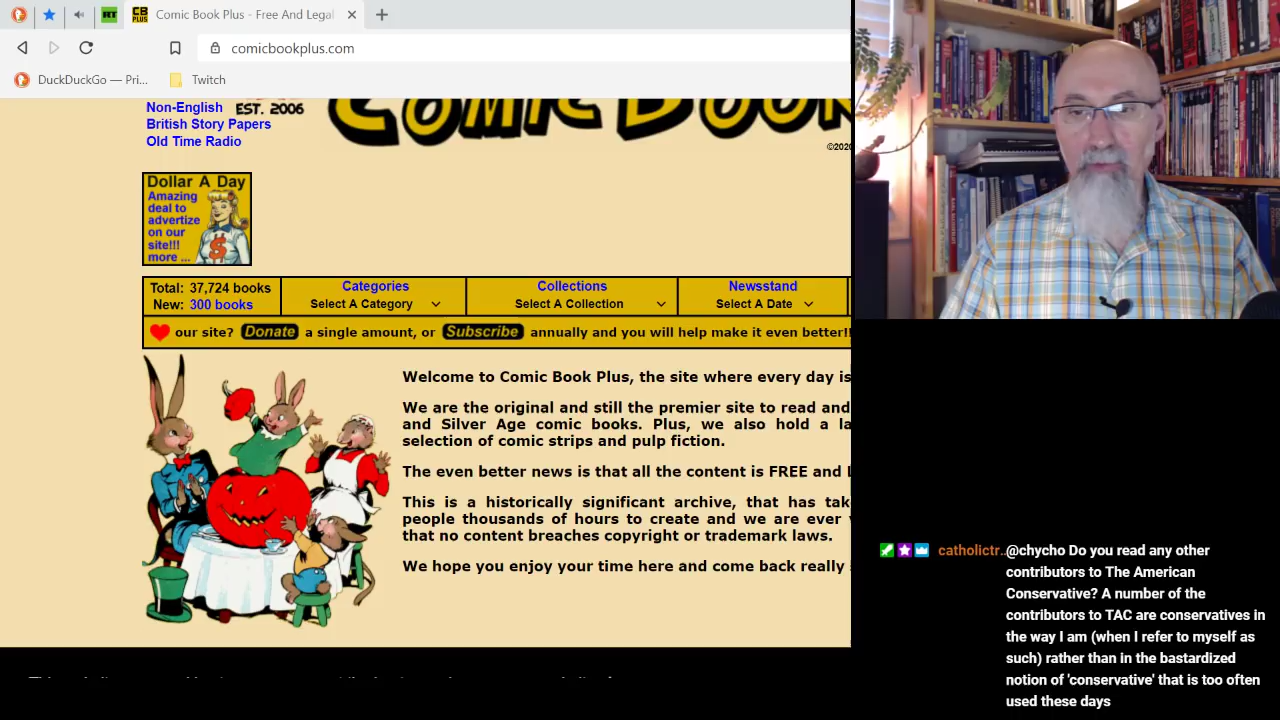 RT
CB
PLUS
Comic Book Plus - Free And Legal
comicbookplus.com
DuckDuckGo — Pri...
Twitch
Non-English
British Story Papers
Old Time Radio
EST. 2006
COMIC BOOK
©2020
Dollar A Day
Amazing
deal to
advertize
on our
site!!!
more ...
$
Total: 37,724 books
New: 300 books
Categories
Select A Category
Collections
Select A Collection
Newsstand
Select A Date
our site? Donate a single amount, or Subscribe annually and you will help make it even better!!
Welcome to Comic Book Plus, the site where every day is
We are the original and still the premier site to read and
and Silver Age comic books. Plus, we also hold a la
selection of comic strips and pulp fiction.
The even better news is that all the content is FREE and L
This is a historically significant archive, that has tak
people thousands of hours to create and we are ever v
that no content breaches copyright or trademark laws.
We hope you enjoy your time here and come back really s
catholictr.. @chycho Do you read any other
contributors to The American
Conservative? A number of the
contributors to TAC are conservatives in
the way I am (when I refer to myself as
such) rather than in the bastardized
notion of 'conservative' that is too often
used these days